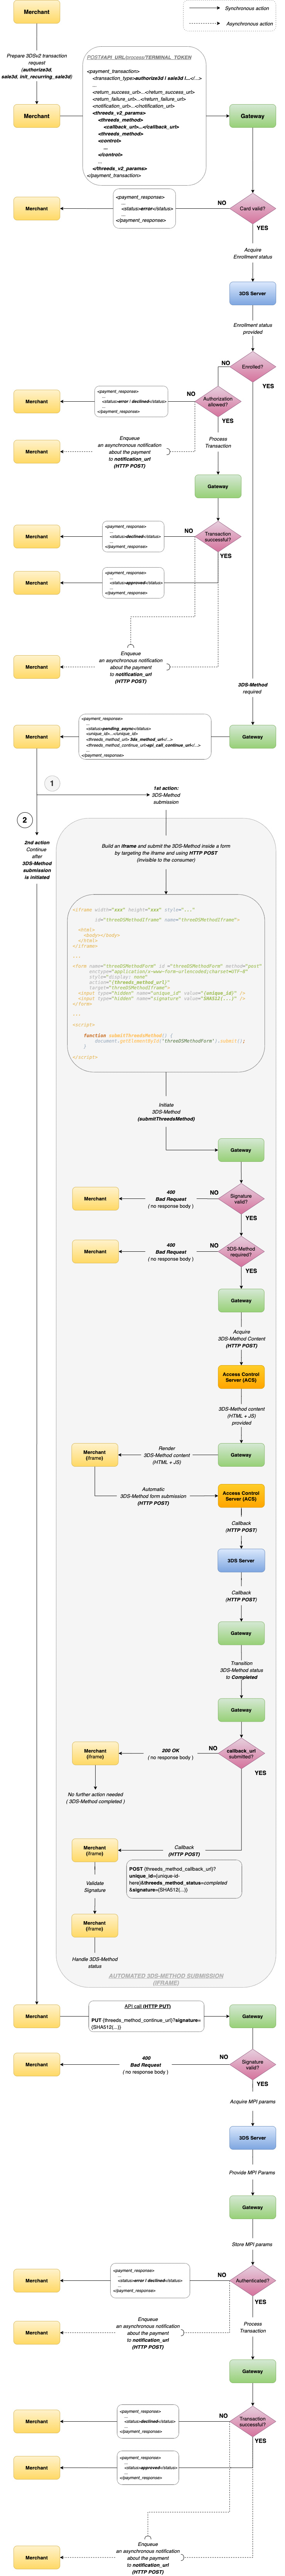 Merchant
Synchronous action
Asynchronous action
Prepare 3DSv2 transaction
request
(authorize3d,
sale3d, init_recurring_sale3d)
POST API_URL/process/TERMINAL_TOKEN
<payment_transaction>
<transaction_type>authorize3d I sale3d I...</...>
...
<return_success_url>...</return_success_url>
<return_failure_url>...</return_failure_url>
<notification_url>...</notification_url>
<threeds_v2_params>
<threeds_method>
<callback_url>...</callback_url>
<threeds_method>
<control>
...
</control>
...
</threeds_v2_params>
</payment_transaction>
Merchant
Gateway
<payment_response>
...
<status>error</status>
...
</payment_response>
Merchant
NO
Card valid?
YES
Acquire
Enrollment status
3DS Server
Enrollment status
provided
NO
Enrolled?
YES
<payment_response>
...
<status>error I declined</status>
...
</payment_response>
Merchant
NO
Authorization
allowed?
YES
Merchant
Enqueue
an asynchronous notification
about the payment
to notification_url
(HTTP POST)
Process
Transaction
Gateway
<payment_response>
...
<status>declined</status>
...
</payment_response>
Merchant
NO
Transaction
successful?
YES
<payment_response>
...
<status>approved</status>
...
</payment_response>
Merchant
Enqueue
an asynchronous notification
about the payment
to notification_url
(HTTP POST)
Merchant
3DS-Method
required
<payment_response>
...
<status>pending_async</status>
<unique_id>...</unique_id>
<threeds_method_url>3ds_method_url</...>
<threeds_method_continue_url>api_call_continue_url</...>
...
</payment_response>
Merchant
Gateway
1
1st action:
3DS-Method
submission
2
2nd action
Continue
after
3DS-Method
submission
is initiated
Build an iframe and submit the 3DSMethod inside a form
by targeting the iframe and using HTTP POST
(invisible to the consumer)
<iframe width="xxx" height="xxx" style="..."
id="threeDSMethodIframe" name="threeDSMethodIframe">
<html>
<body></body>
</html>
</iframe>
...
<form name="threeDSMethodForm" id ="threeDSMethodForm" method="post"
enctype="application/x-www-form-urlencoded;charset=UTF-8"
style="display: none"
action="{threeds_method_url}"
target="threeDSMethodIframe">
<input type="hidden" name="unique_id" value="{unique_id}" />
<input type="hidden" name="signature" value="SHA512(...)" />
</form>
...
<script>
function submitThreedsMethod() {
document.getElementById("threeDSMethodForm").submit();
}
</script>
Initiate
3DS-Method
(submitThreedsMethod)
Gateway
Merchant
400
Bad Request
( no response body )
NO
Signature
valid?
YES
Merchant
400
Bad Request
( no response body )
NO
3DS-Method
required?
YES
Gateway
Acquire
3DS-Method Content
(HTTP POST)
Access Control
Server (ACS)
3DS-Method content
(HTML + JS)
provided
Merchant
(iframe)
Render
3DS-Method content
(HTML + JS)
Gateway
Automatic
3DS-Method form submission
(HTTP POST)
Access Control
Server (ACS)
Callback
(HTTP POST)
3DS Server
Callback
(HTTP POST)
Gateway
Transition
3DS-Method status
to Completed
Gateway
Merchant
(iframe)
200 OK
( no response body )
NO
callback_url
submitted?
YES
No further action needed
( 3DS-Method completed )
Merchant
(iframe)
Callback
(HTTP POST)
POST {threeds_method_callback_url}?
unique_id={unique-id-
here}&threeds_method_status=completed
&signature={SHA512(...)}
Validate
Signature
Merchant
(iframe)
Handle 3DS-Method
status
AUTOMATED 3DS-METHOD SUBMISSION
(IFRAME)
Merchant
API call (HTTP PUT)
PUT {threeds_method_continue_url}?signature=
{SHA512(...)}
Gateway
Merchant
400
Bad Request
( no response body )
NO
Signature
valid?
YES
Acquire MPI params
3DS Server
Provide MPI Params
Gateway
Store MPI params
<payment_response>
...
<status>error I declined</status>
...
</payment_response>
Merchant
NO
Authenticated?
YES
Merchant
Enqueue
an asynchronous notification
about the payment
to notification_url
(HTTP POST)
Process
Transaction
Gateway
<payment_response>
...
<status>declined</status>
...
</payment_response>
Merchant
NO
Transaction
successful?
YES
<payment_response>
...
<status>approved</status>
...
</payment_response>
Merchant
Enqueue
an asynchronous notification
about the payment
to notification_url
(HTTP POST)
Merchant